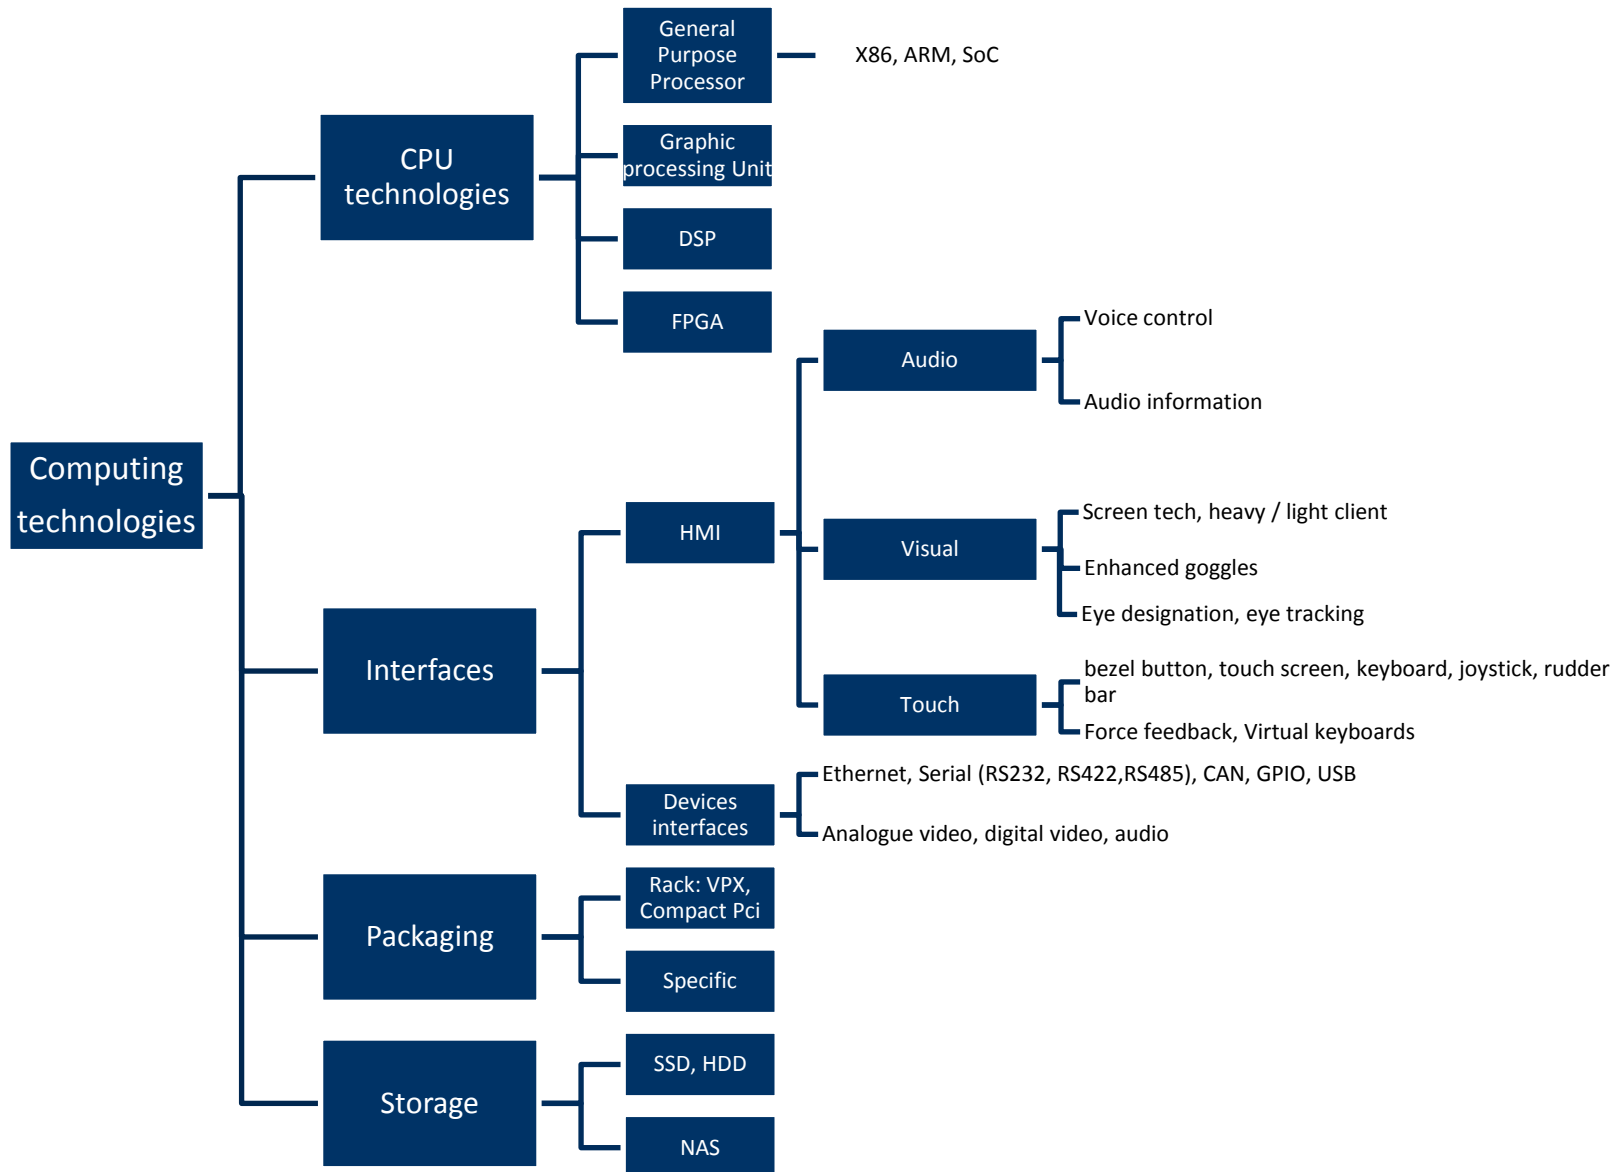 Computing
technologies
CPU
technologies
General
Purpose
Processor
X86, ARM, SoC
Graphic
processing Unit
DSP
FPGA
Interfaces
HMI
Audio
Voice control
Audio information
Visual
Screen tech, heavy / light client
Enhanced goggles
Eye designation, eye tracking
Touch
bezel button, touch screen, keyboard, joystick, rudder
bar
Force feedback, Virtual keyboards
Devices
interfaces
Ethernet, Serial (RS232, RS422,RS485), CAN, GPIO, USB
Analogue video, digital video, audio
Packaging
Rack: VPX,
Compact Pci
Specific
Storage
SSD, HDD
NAS